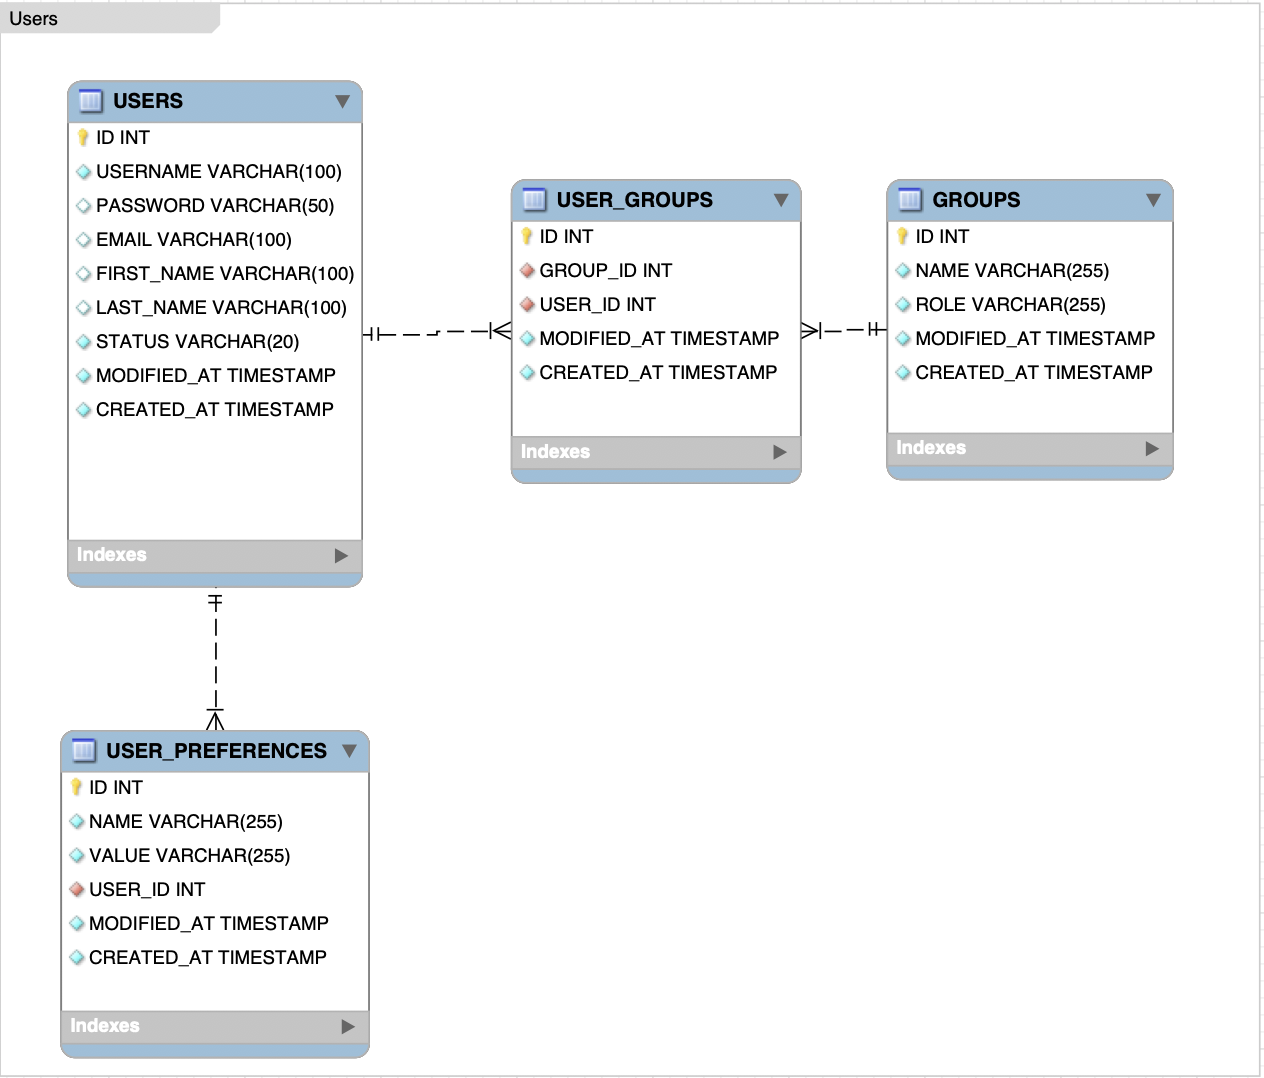 Users
USERS
ID INT
USERNAME VARCHAR(100)
PASSWORD VARCHAR(50)
EMAIL VARCHAR(100)
FIRST_NAME VARCHAR(100)
LAST_NAME VARCHAR(100)
STATUS VARCHAR(20)
MODIFIED_AT TIMESTAMP
CREATED_AT TIMESTAMP
Indexes
USER_GROUPS
ID INT
GROUP_ID INT
USER_ID INT
MODIFIED_AT TIMESTAMP
CREATED_AT TIMESTAMP
Indexes
GROUPS
ID INT
NAME VARCHAR(255)
ROLE VARCHAR(255)
MODIFIED_AT TIMESTAMP
CREATED_AT TIMESTAMP
Indexes
USER_PREFERENCES
ID INT
NAME VARCHAR(255)
VALUE VARCHAR(255)
USER_ID INT
MODIFIED_AT TIMESTAMP
CREATED_AT TIMESTAMP
Indexes